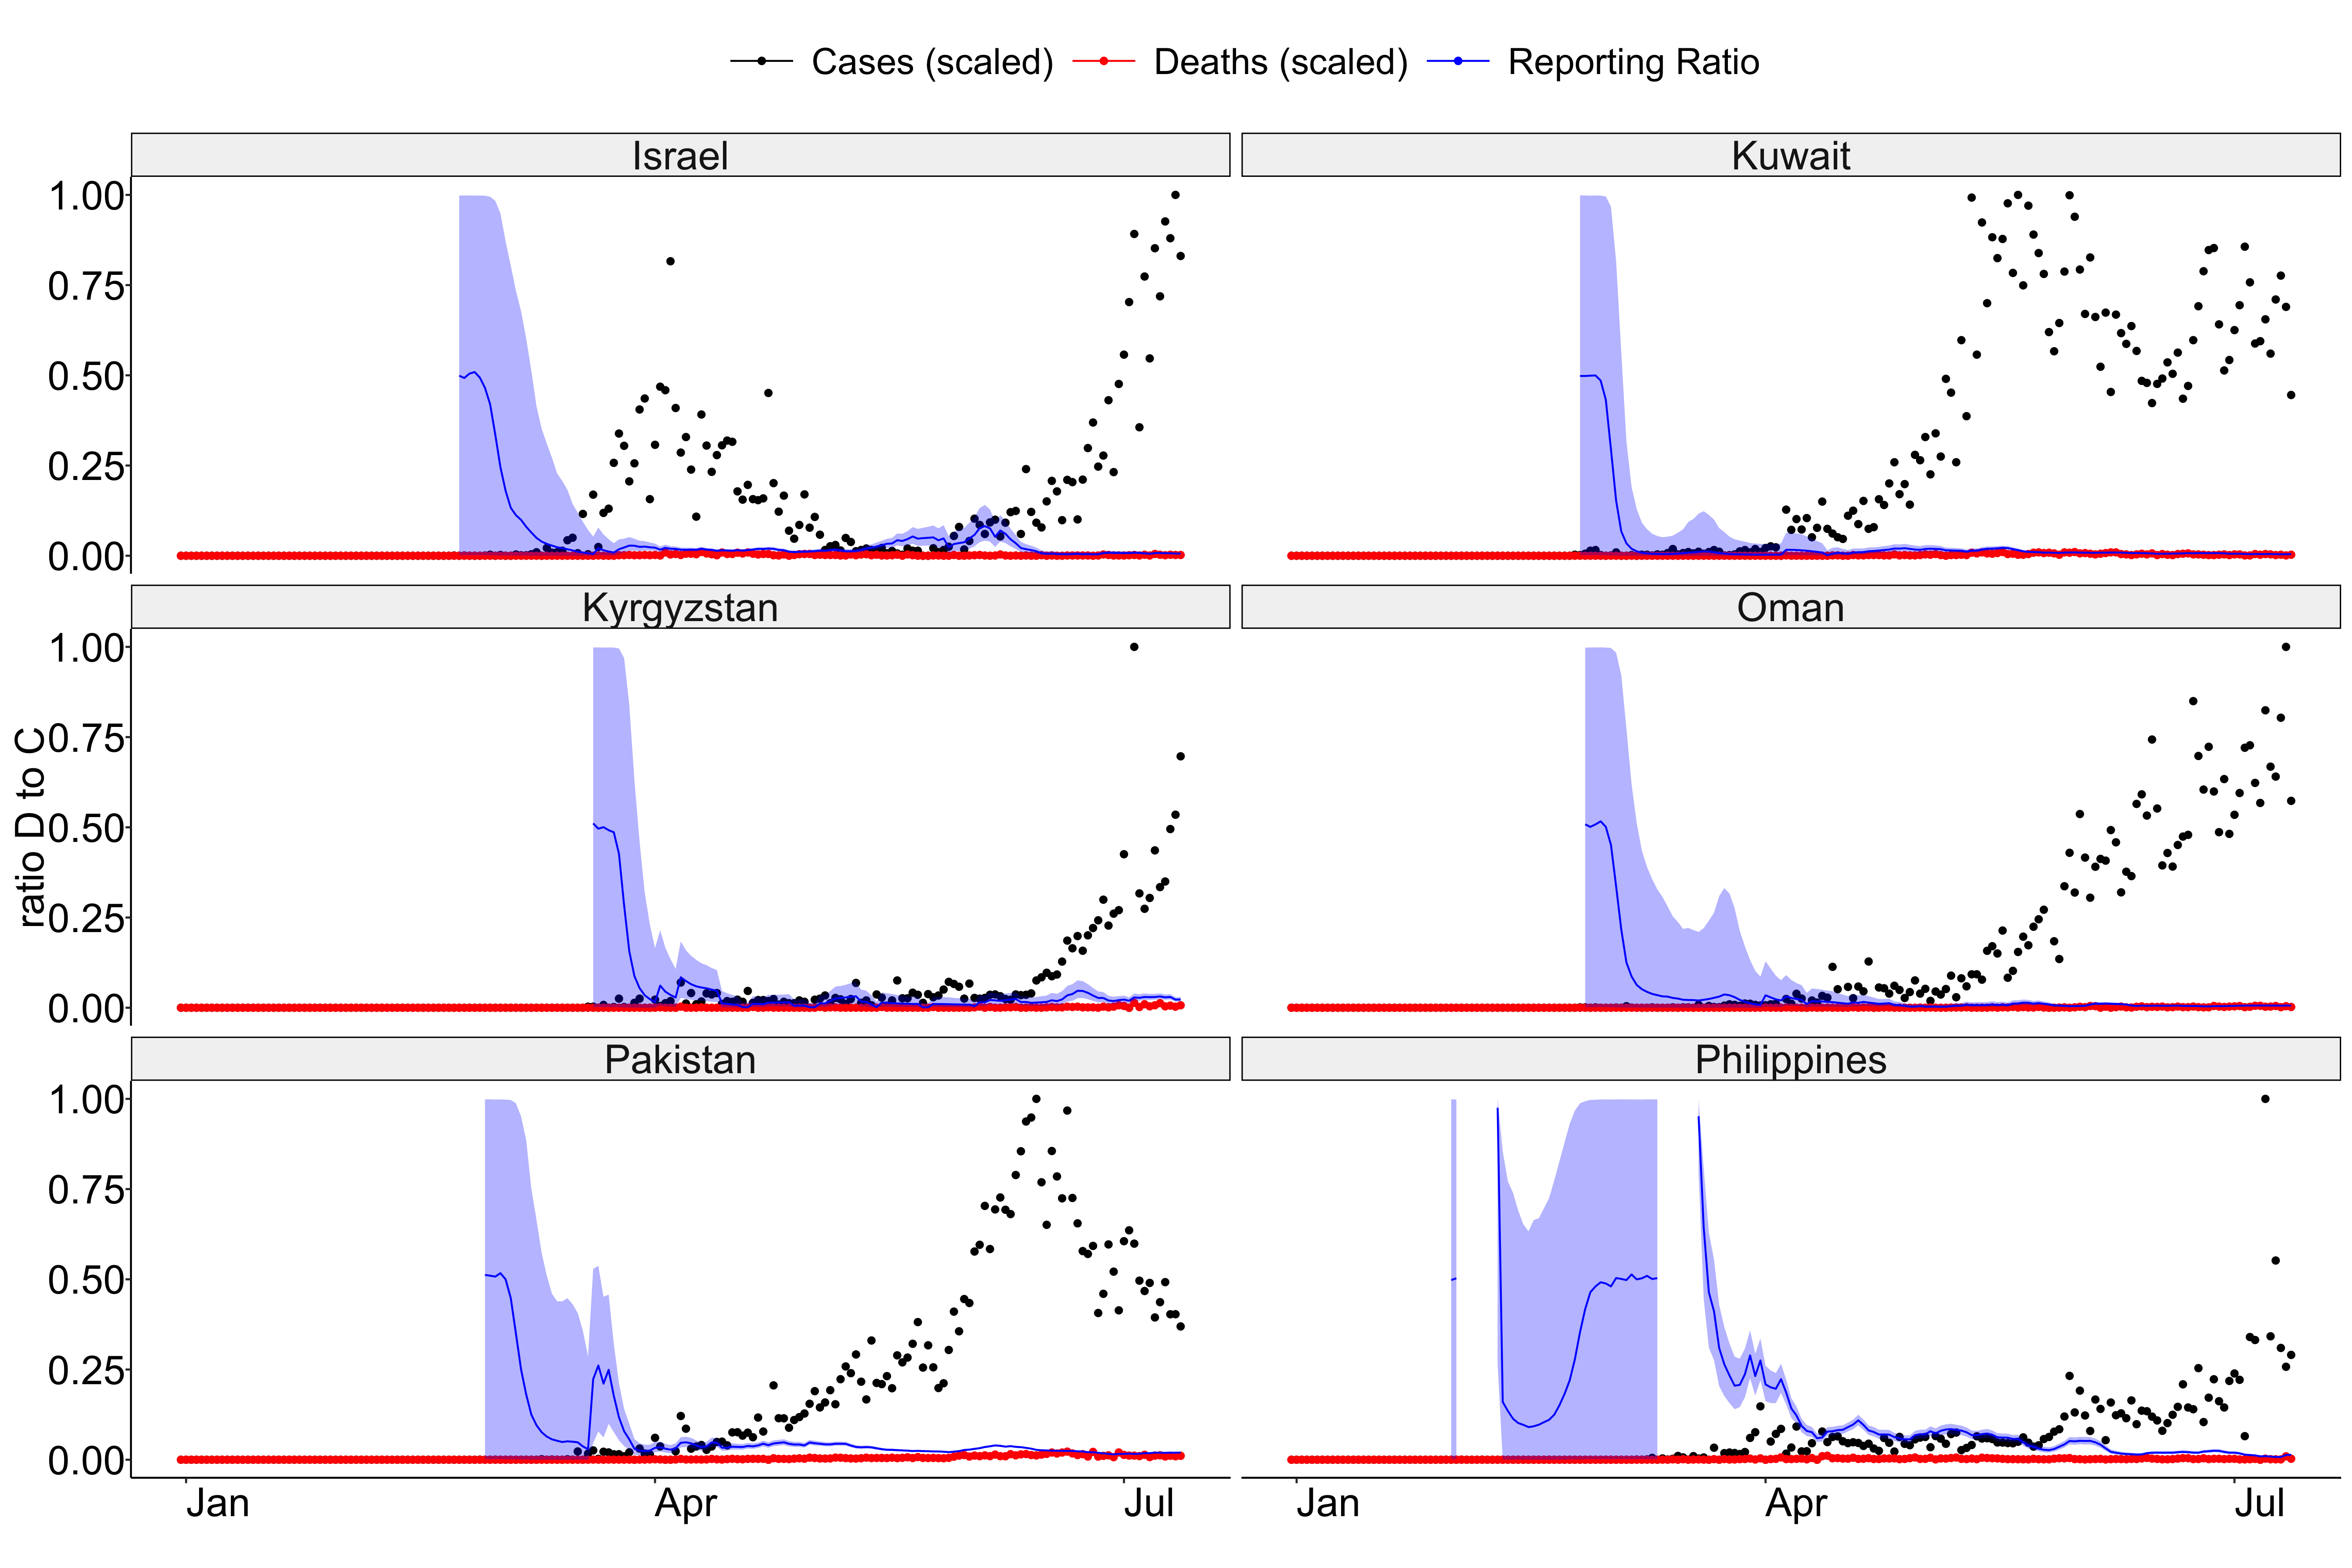 Cases (scaled) Deaths (scaled) Reporting Ratio
Israel Kuwait
1.00
0.75
0.50
0.25
0.00
Kyrgyzstan Oman
1.00
0.75
0.50
0.25
0.00
ratio D to C
Pakistan Philippines
1.00
0.75
0.50
0.25
0.00
Jan Apr Jul Jan Apr Jul